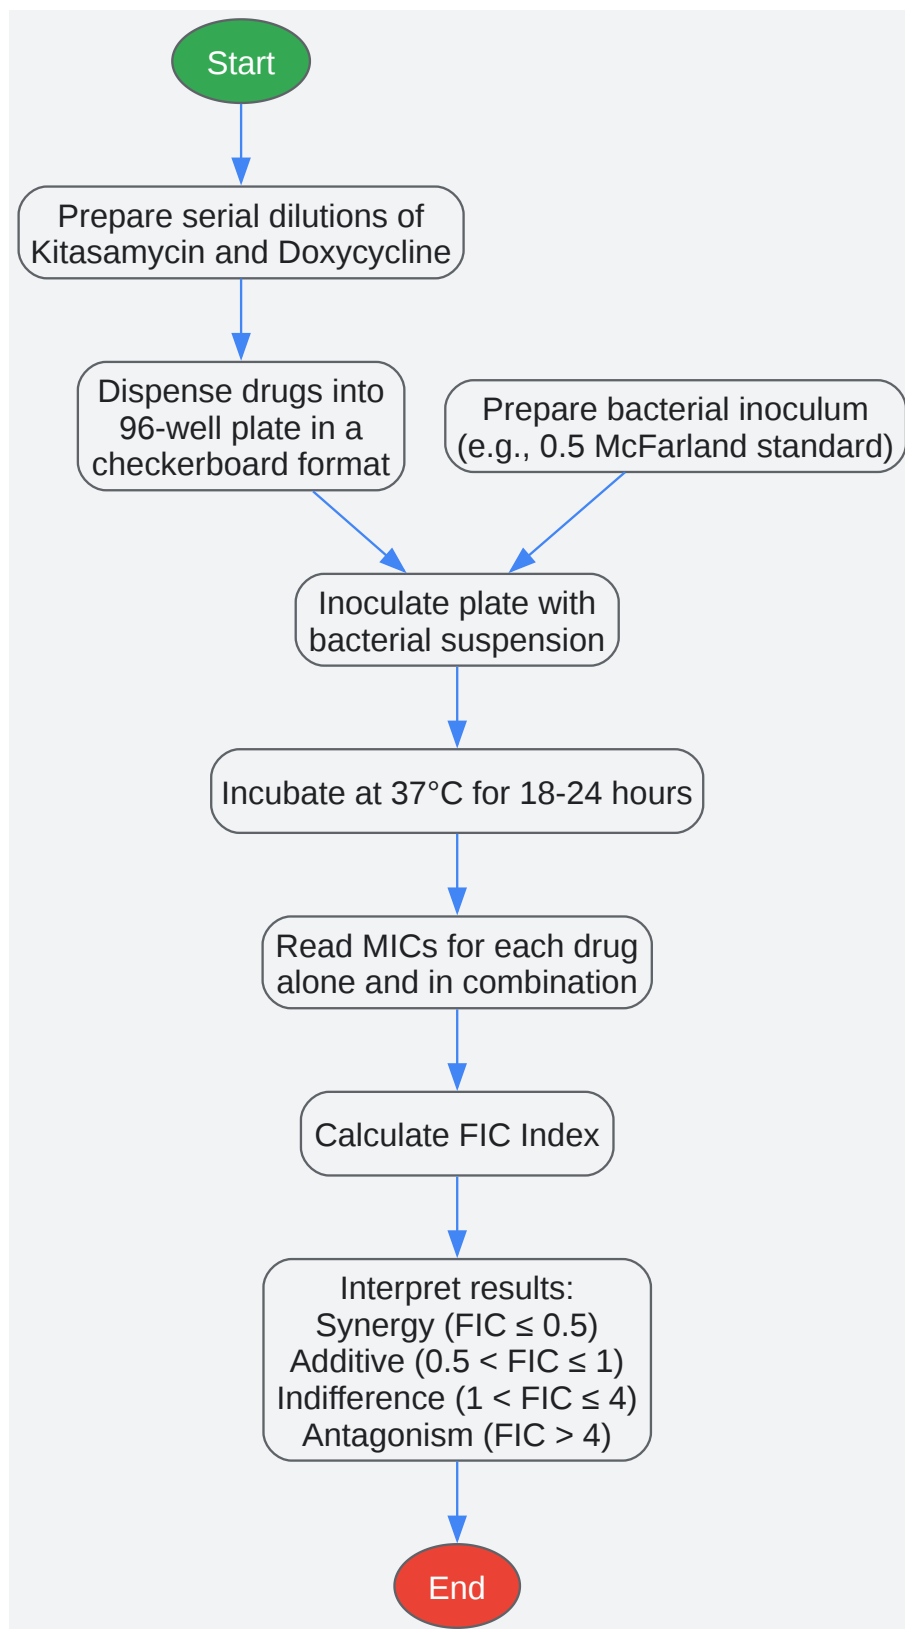 Start
Prepare serial dilutions of
Kitasamycin and Doxycycline
Dispense drugs into
96-well plate in a
checkerboard format
Prepare bacterial inoculum
(e.g., 0.5 McFarland standard)
Inoculate plate with
bacterial suspension
Incubate at 37°C for 18-24 hours
Read MICs for each drug
alone and in combination
Calculate FIC Index
Interpret results:
Synergy (FIC ≤ 0.5)
Additive (0.5 < FIC ≤ 1)
Indifference (1 < FIC ≤ 4)
Antagonism (FIC > 4)
End